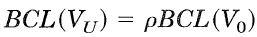 BCL(V_U) = ρBCL(V_0)